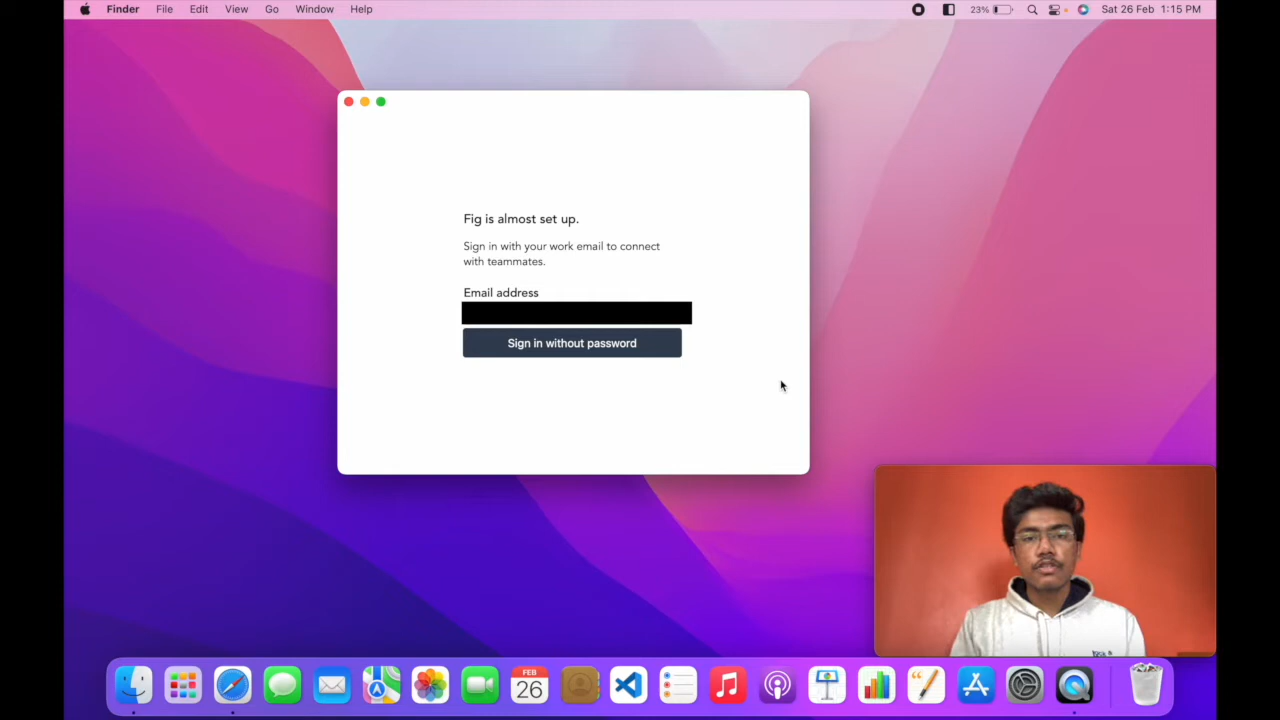 Finder File Edit View Go Window Help 23% Sat 26 Feb 1:15 PM
Fig is almost set up.
Sign in with your work email to connect
with teammates.
Email address
Sign in without password
FEB
26